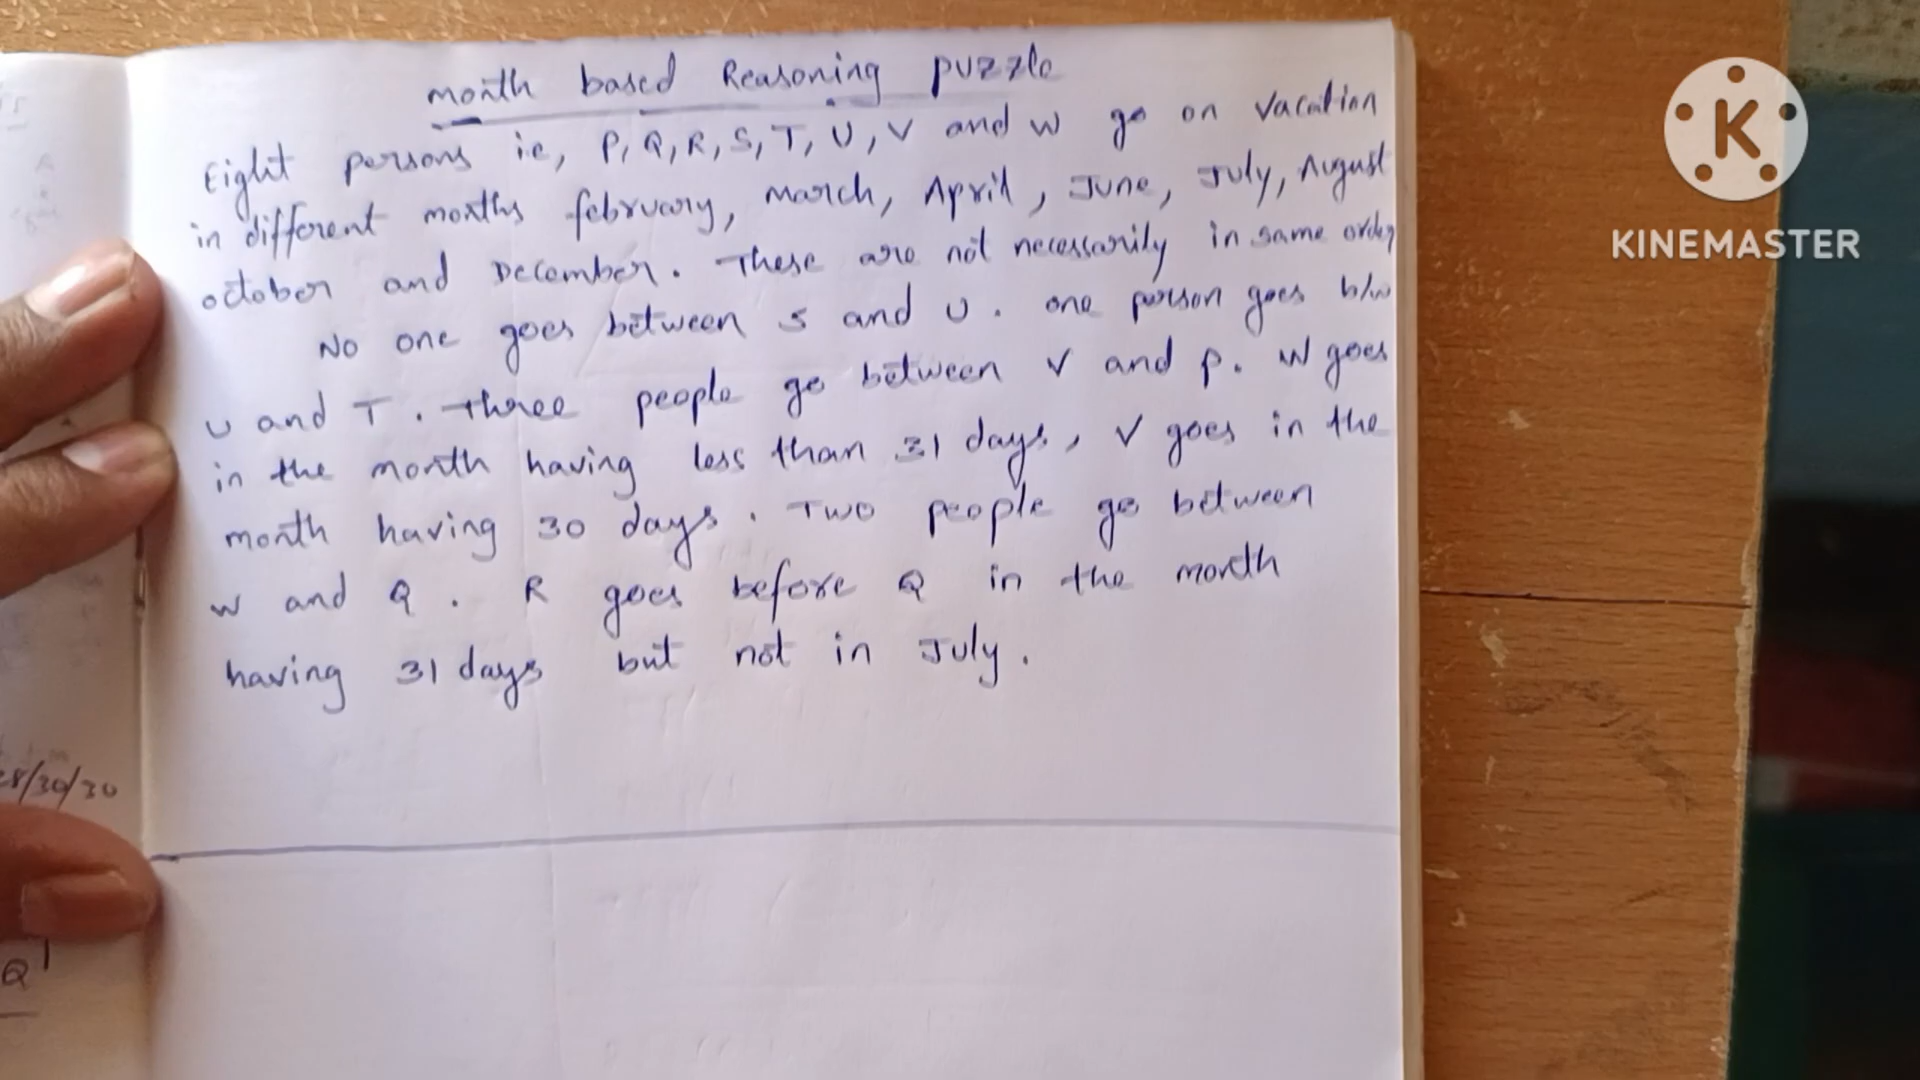 month based Reasoning puzzle
Eight persons i.e, P, Q, R, S, T, U, V and W go on vacation
in different months february, march, April, June, July, August
october and December. These are not necessarily in same order
No one goes between S and U. one person goes b/w
U and T. Three people go between V and P. W goes
in the month having less than 31 days, V goes in the
month having 30 days. Two people go between
W and Q. R goes before Q in the month
having 31 days but not in July.
28/30/30
Q
K
KINEMASTER